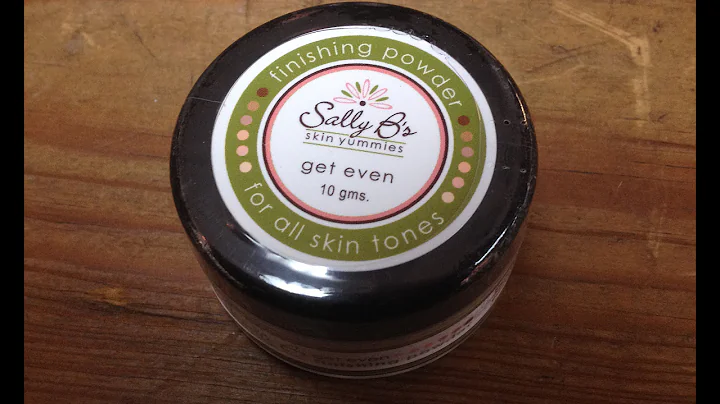 finishing powder
Sally B's
skin yummies
get even
10 gms.
for all skin tones